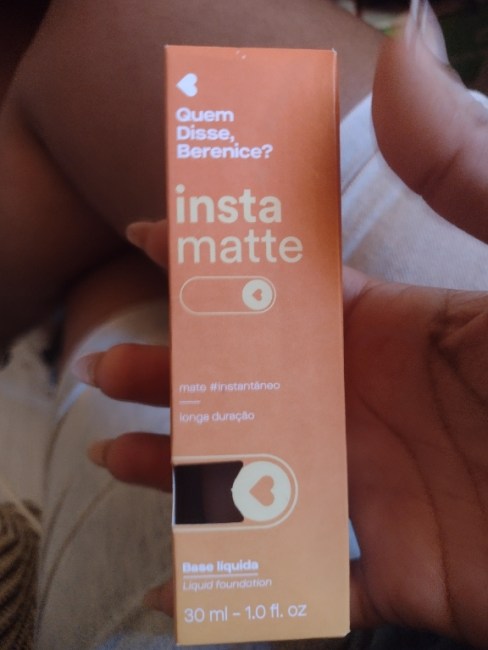 Quem
Disse,
Berenice?
insta
matte
mate #instantâneo
longa duração
Base líquida
Liquid foundation
30 ml - 1.0 fl. oz